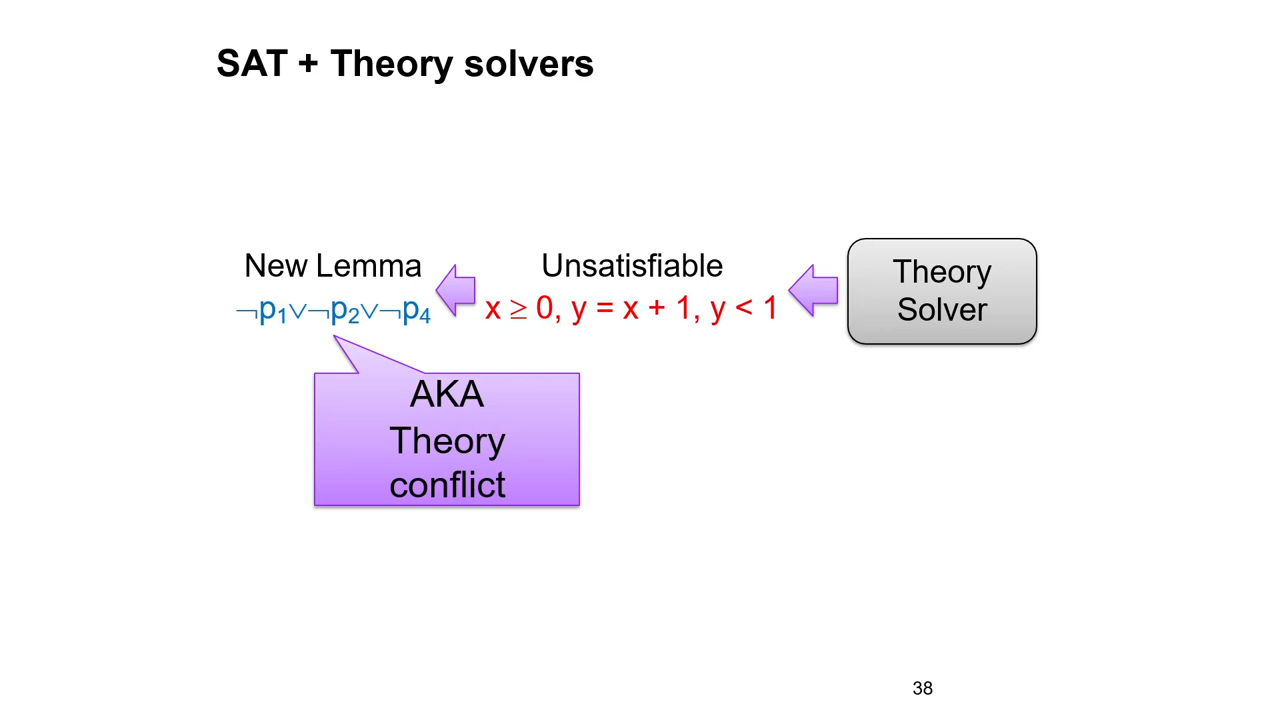 SAT + Theory solvers
New Lemma
¬p₁∨¬p₂∨¬p₄
Unsatisfiable
x ≥ 0, y = x + 1, y < 1
Theory
Solver
AKA
Theory
conflict
38